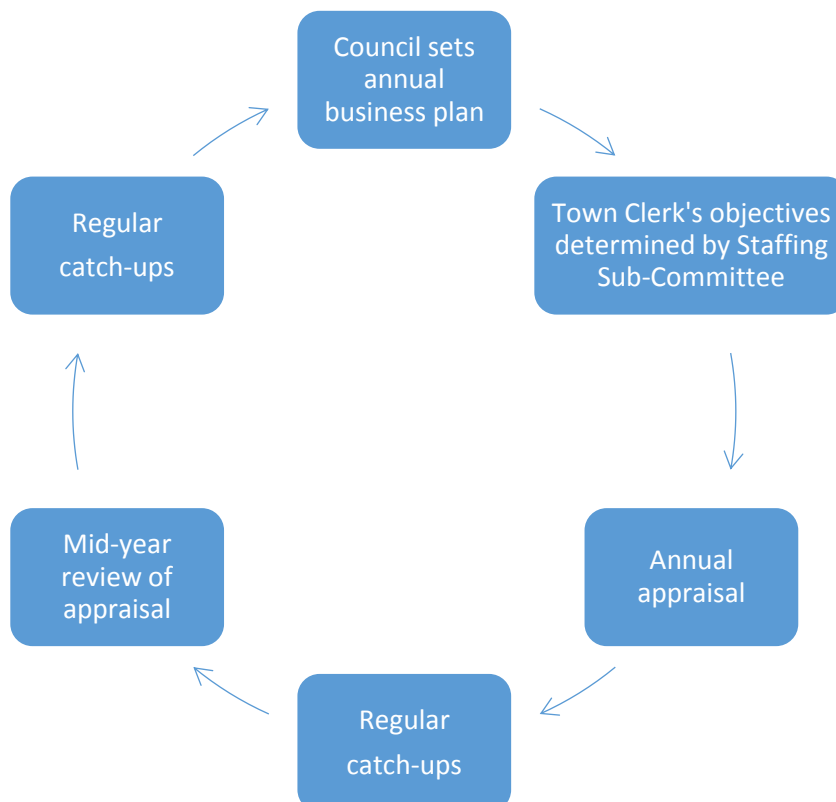 Council sets
annual
business plan
Town Clerk's objectives
determined by Staffing
Sub-Committee
Annual
appraisal
Regular
catch-ups
Mid-year
review of
appraisal
Regular
catch-ups